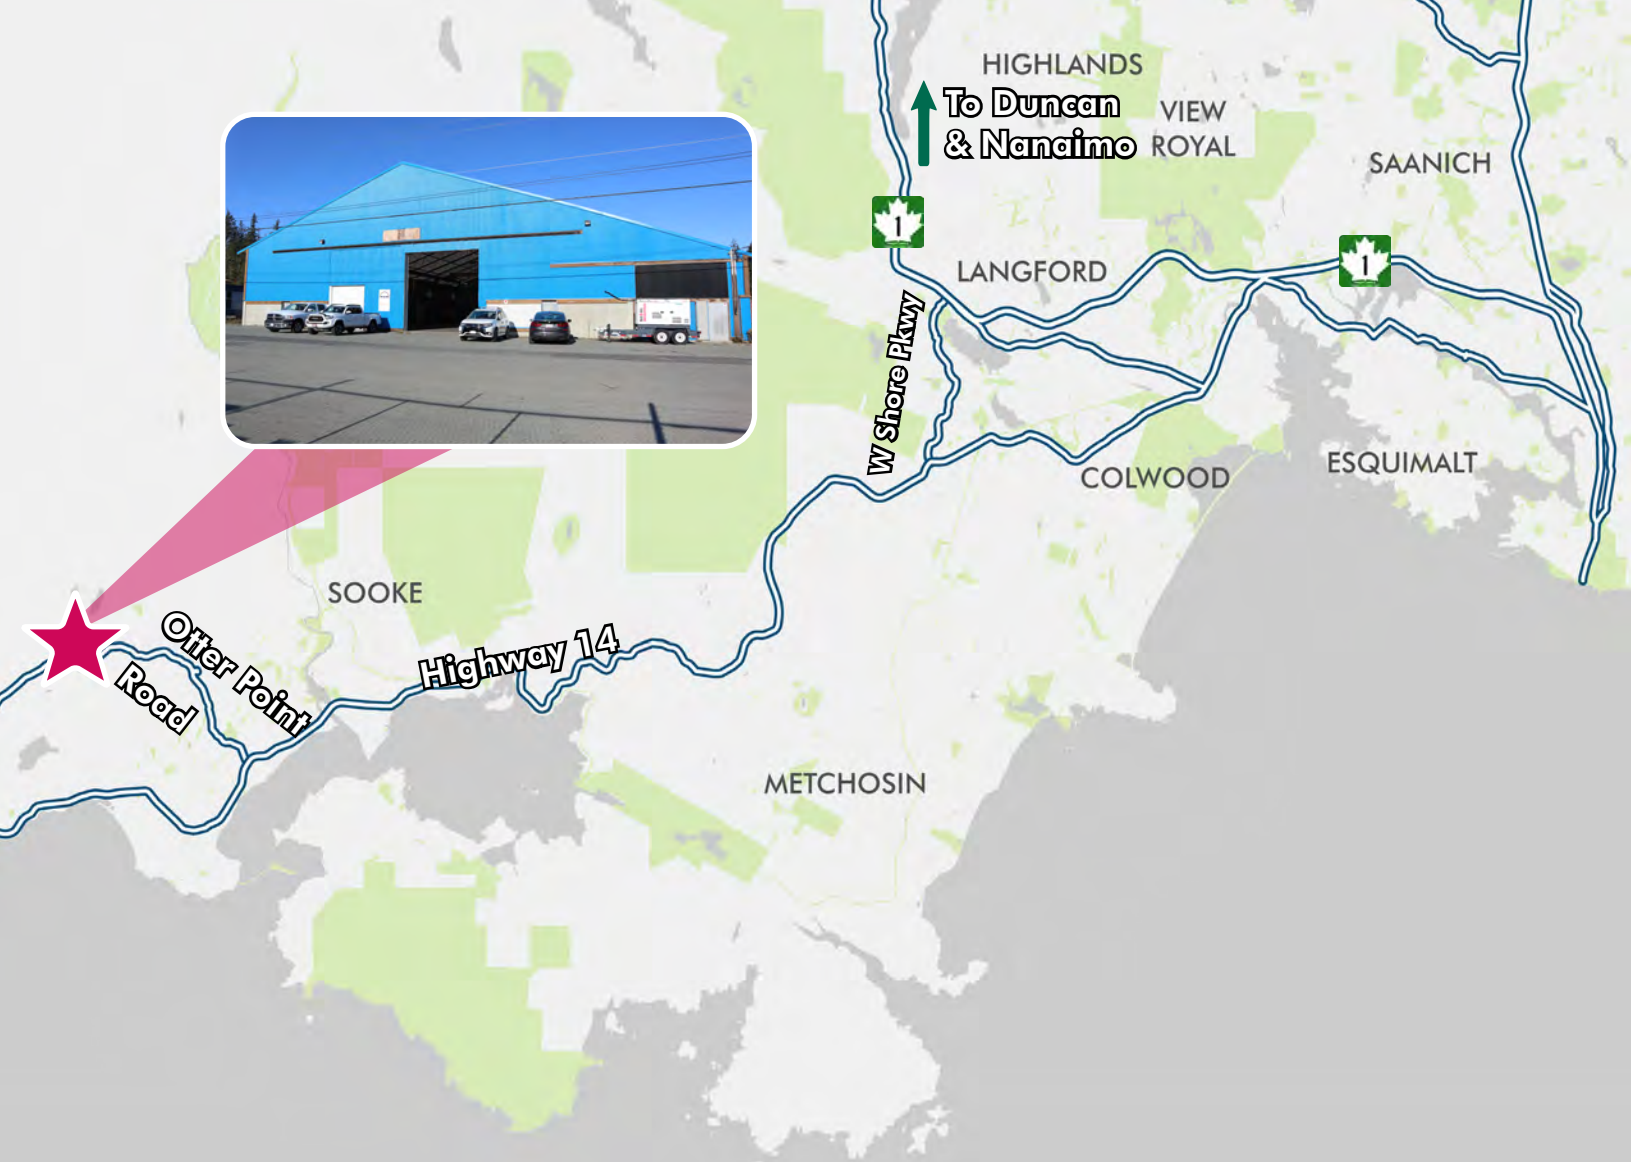 HIGHLANDS
To Duncan
& Nanaimo
VIEW
ROYAL
SAANICH
1
LANGFORD
1
W Shore Pkwy
COLWOOD
ESQUIMALT
SOOKE
Otter Point
Road
Highway 14
METCHOSIN